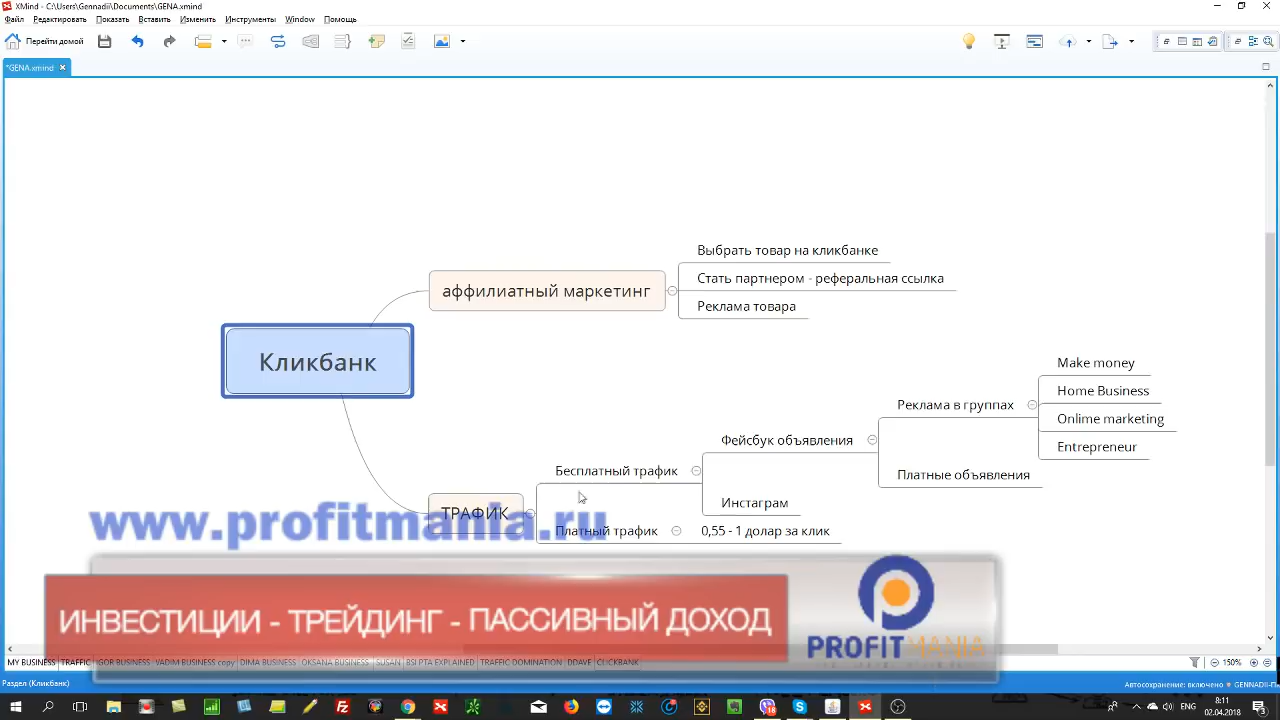 XMind - C:\Users\Gennadii\Documents\GENA.xmind
Файл Редактировать Показать Вставить Изменить Инструменты Window Помощь
Перейти домой
*GENA.xmind
Выбрать товар на кликбанке
аффилиатный маркетинг
Стать партнером - реферальная ссылка
Реклама товара
Кликбанк
Make money
Home Business
Реклама в группах
Onlime marketing
Фейсбук объявления
Entrepreneur
Бесплатный трафик
Платные объявления
Инстаграм
ТРАФИК
www.profitmania.ru
Платный трафик
0,55 - 1 долар за клик
ИНВЕСТИЦИИ - ТРЕЙДИНГ - ПАССИВНЫЙ ДОХОД
PROFITMANIA
MY BUSINESS TRAFFIC IGOR BUSINESS VADIM BUSINESS copy DIMA BUSINESS OKSANA BUSINESS SUSAN BSI PTA EXPLAINED TRAFFIC DOMINATION DDAVE CLICKBANK
150%
Раздел (Кликбанк)
Автосохранение: включено
GENNADII-П
ENG
8:11
02.04.2018